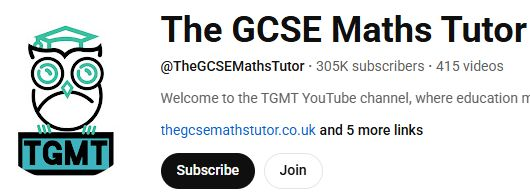 The GCSE Maths Tutor
@TheGCSEMathsTutor · 305K subscribers · 415 videos
Welcome to the TGMT YouTube channel, where education
thegcsemathstutor.co.uk and 5 more links
TGMT
Subscribe
Join